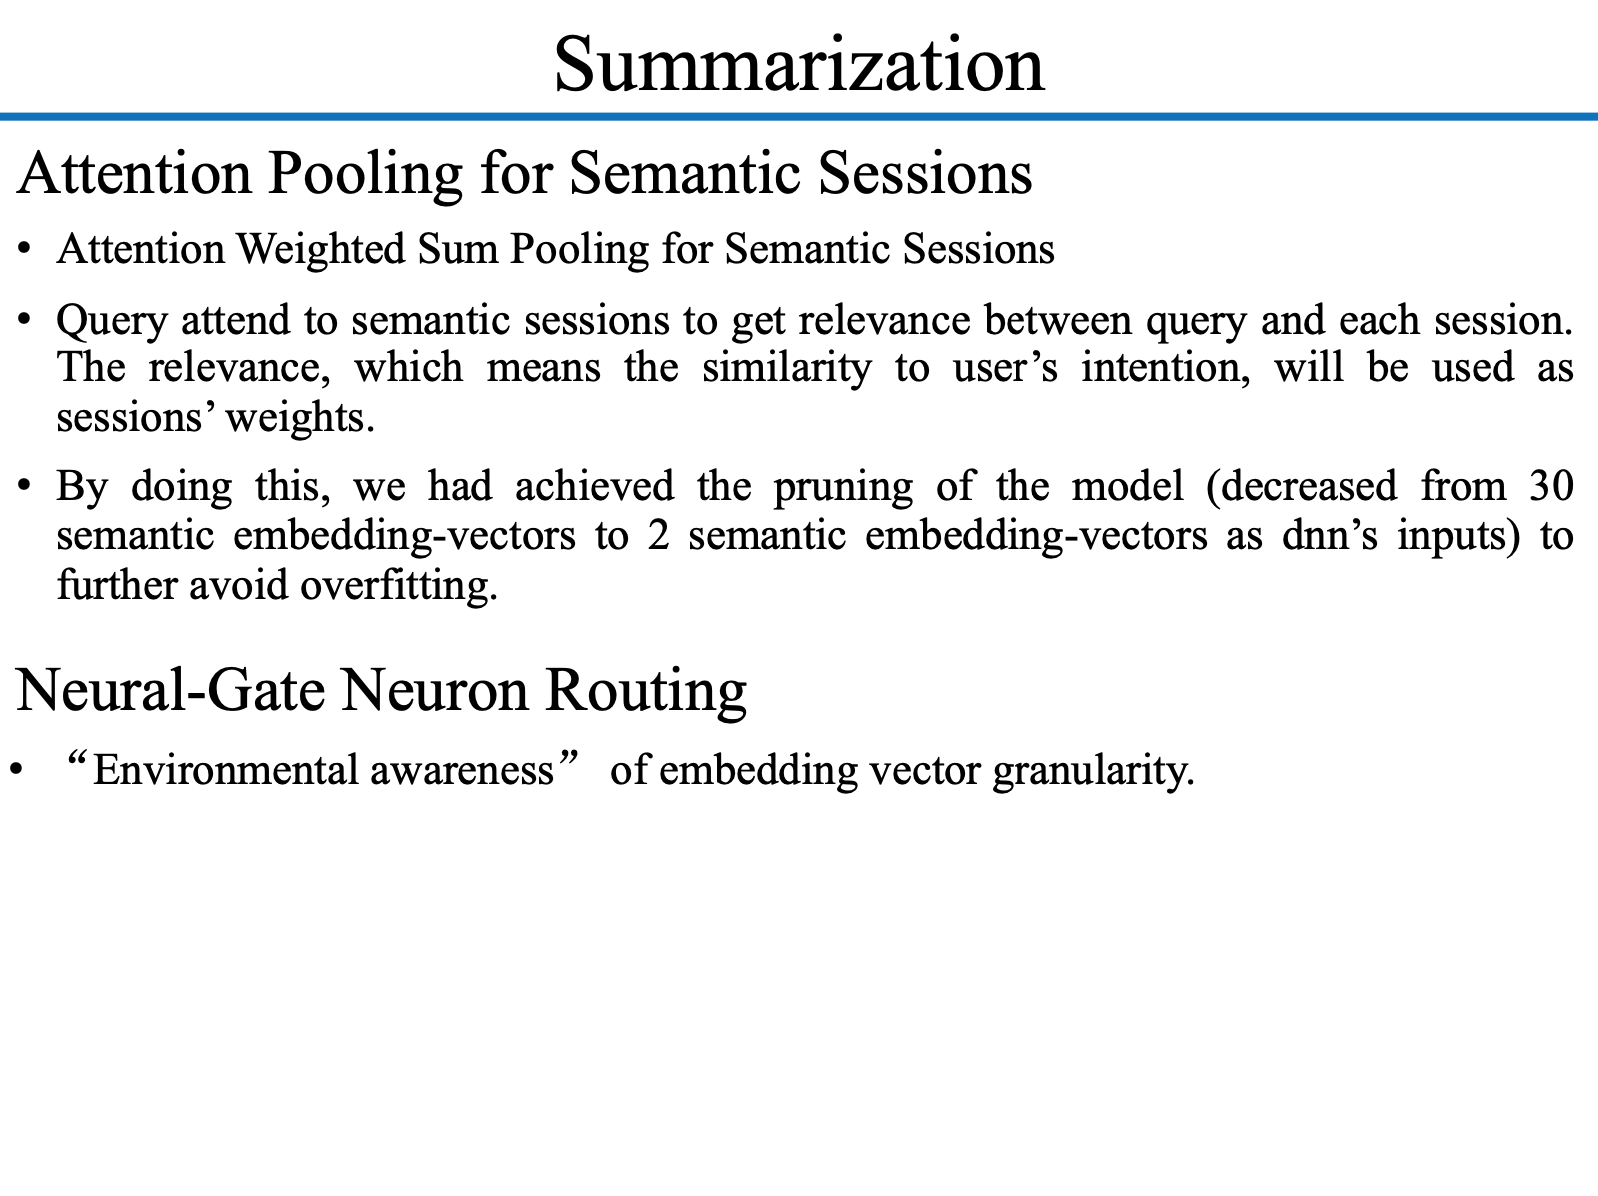 Summarization
Attention Pooling for Semantic Sessions
• Attention Weighted Sum Pooling for Semantic Sessions
• Query attend to semantic sessions to get relevance between query and each session.
The relevance, which means the similarity to user’s intention, will be used as
sessions’ weights.
• By doing this, we had achieved the pruning of the model (decreased from 30
semantic embedding-vectors to 2 semantic embedding-vectors as dnn’s inputs) to
further avoid overfitting.
Neural-Gate Neuron Routing
• “Environmental awareness” of embedding vector granularity.